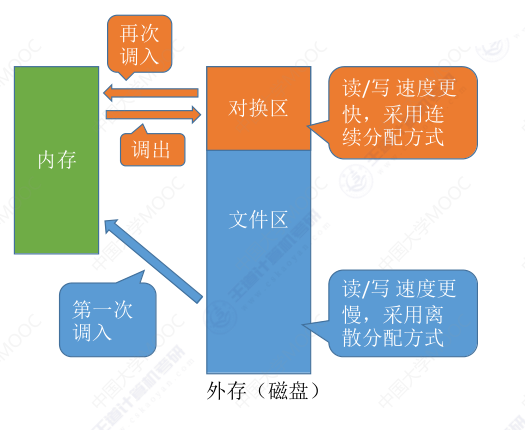 再次
调入
对换区
读/写 速度更
快，采用连
续分配方式
调出
内存
文件区
第一次
调入
读/写 速度更
慢，采用离
散分配方式
外存（磁盘）
中国大学MOOC
王道计算机考研